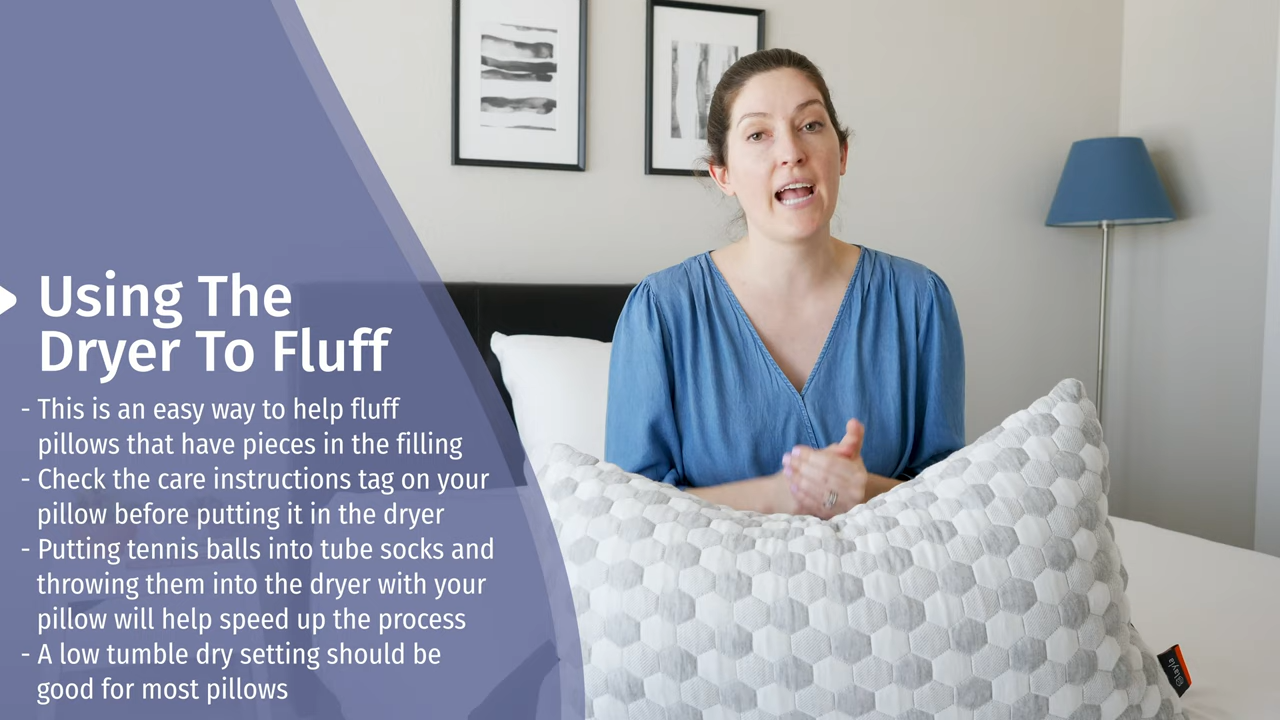 Using The
Dryer To Fluff
- This is an easy way to help fluff
pillows that have pieces in the filling
- Check the care instructions tag on your
pillow before putting it in the dryer
- Putting tennis balls into tube socks and
throwing them into the dryer with your
pillow will help speed up the process
- A low tumble dry setting should be
good for most pillows
layla